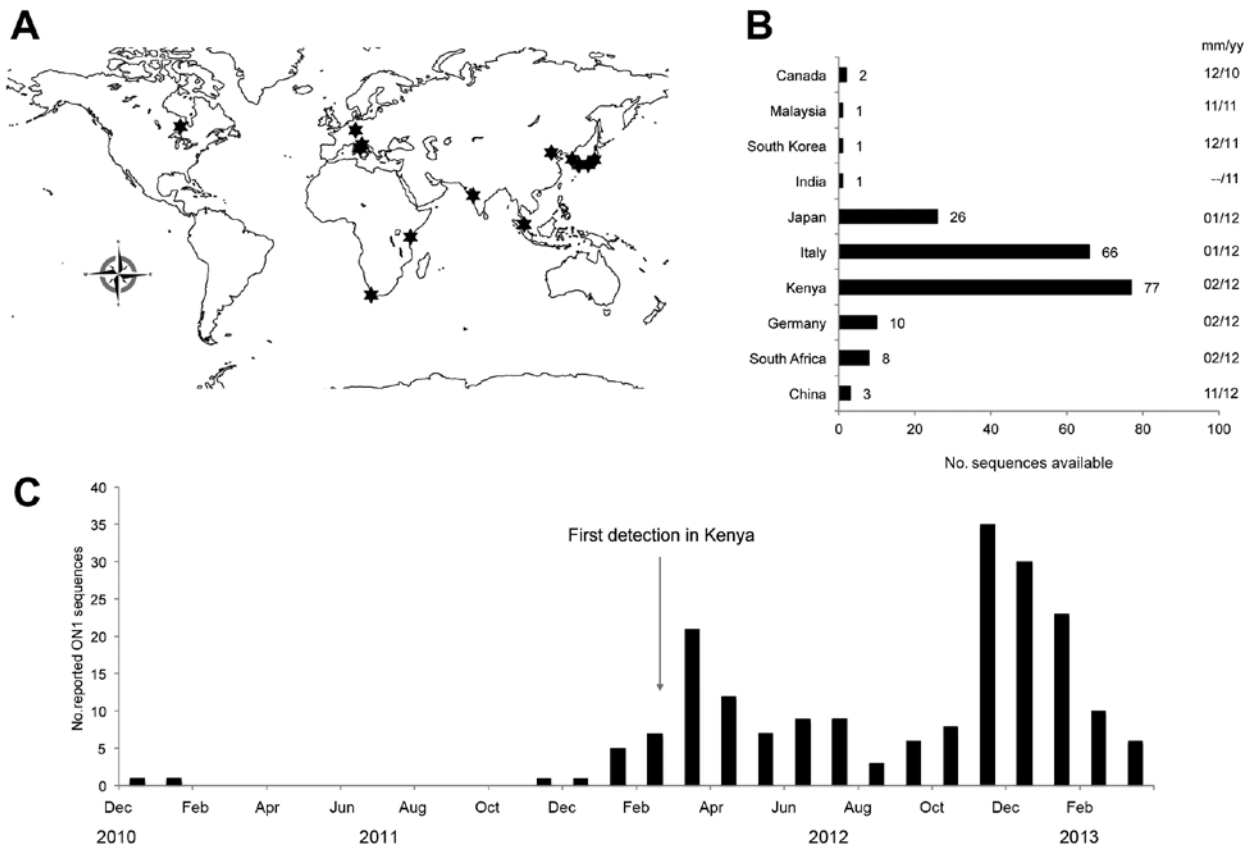 A
B
mm/yy
Canada 2 12/10
Malaysia 1 11/11
South Korea 1 12/11
India 1 --/11
Japan 26 01/12
Italy 66 01/12
Kenya 77 02/12
Germany 10 02/12
South Africa 8 02/12
China 3 11/12
0 20 40 60 80 100
No. sequences available
C
No.reported ON1 sequences
40
35
30
25
20
15
10
5
0
First detection in Kenya
Dec Feb Apr Jun Aug Oct Dec Feb Apr Jun Aug Oct Dec Feb
2010 2011 2012 2013